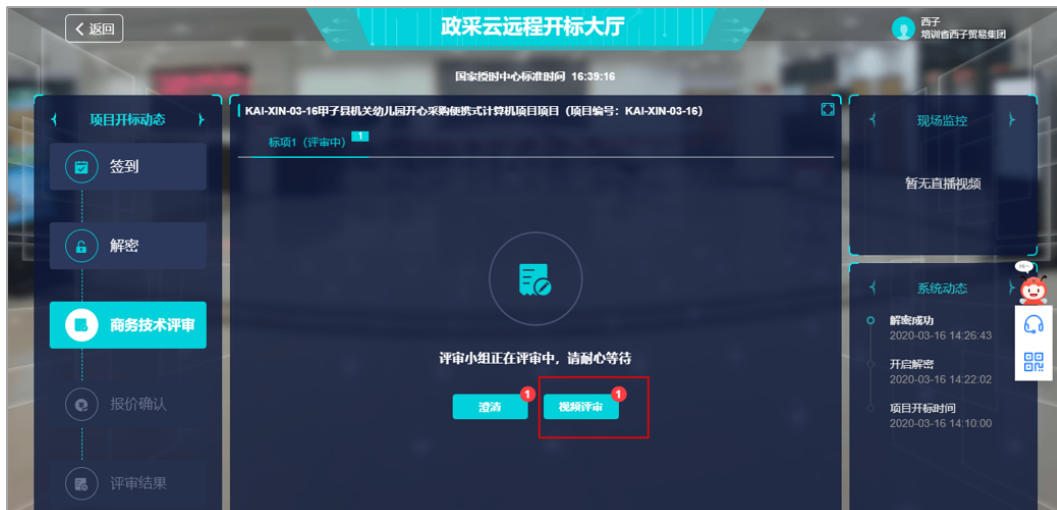 返回
政采云远程开标大厅
西子
培训省西子贸易集团
国家授时中心标准时间 16:39:16
项目开标动态
签到
解密
商务技术评审
报价确认
评审结果
KAI-XIN-03-16甲子县机关幼儿园开心采购便携式计算机项目项目（项目编号：KAI-XIN-03-16）
标项1（评审中） 1
评审小组正在评审中，请耐心等待
澄清 1
视频评审 1
现场监控
暂无直播视频
系统动态
解密成功
2020-03-16 14:26:43
开启解密
2020-03-16 14:22:02
项目开标时间
2020-03-16 14:10:00